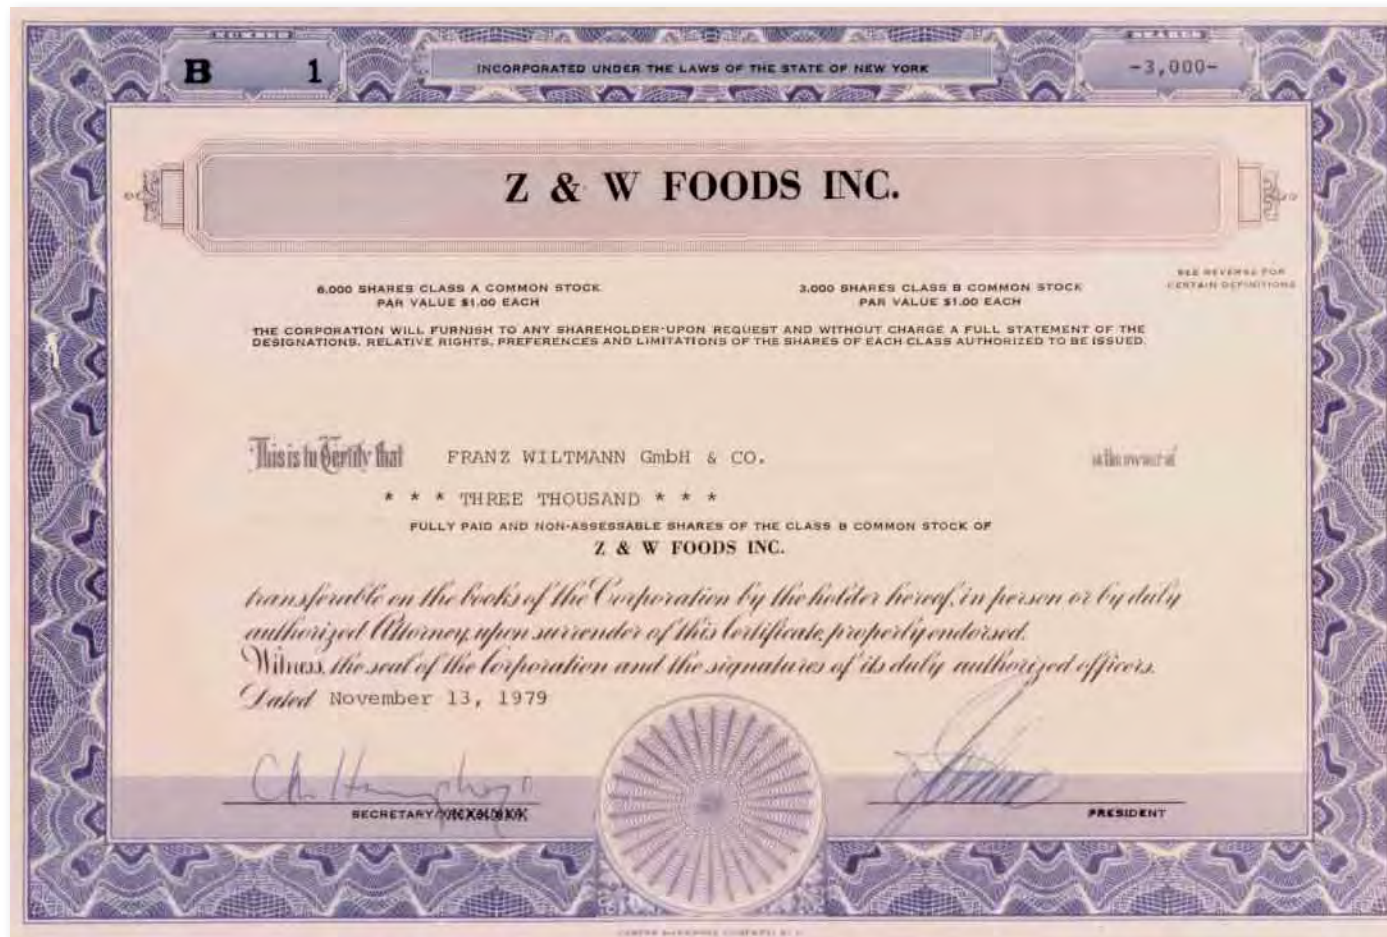 NUMBER
B 1
INCORPORATED UNDER THE LAWS OF THE STATE OF NEW YORK
SHARES
-3,000-
Z & W FOODS INC.
6,000 SHARES CLASS A COMMON STOCK
PAR VALUE $1.00 EACH
3,000 SHARES CLASS B COMMON STOCK
PAR VALUE $1.00 EACH
SEE REVERSE FOR
CERTAIN DEFINITIONS
THE CORPORATION WILL FURNISH TO ANY SHAREHOLDER UPON REQUEST AND WITHOUT CHARGE A FULL STATEMENT OF THE
DESIGNATIONS, RELATIVE RIGHTS, PREFERENCES AND LIMITATIONS OF THE SHARES OF EACH CLASS AUTHORIZED TO BE ISSUED.
This is to Certify that FRANZ WILTMANN GmbH & CO. is the owner of
* * * THREE THOUSAND * * *
FULLY PAID AND NON-ASSESSABLE SHARES OF THE CLASS B COMMON STOCK OF
Z & W FOODS INC.
transferable on the books of the Corporation by the holder hereof, in person or by duly
authorized Attorney, upon surrender of this Certificate, properly endorsed.
Witness, the seal of the Corporation and the signatures of its duly authorized officers.
Dated November 13, 1979
SECRETARY
PRESIDENT